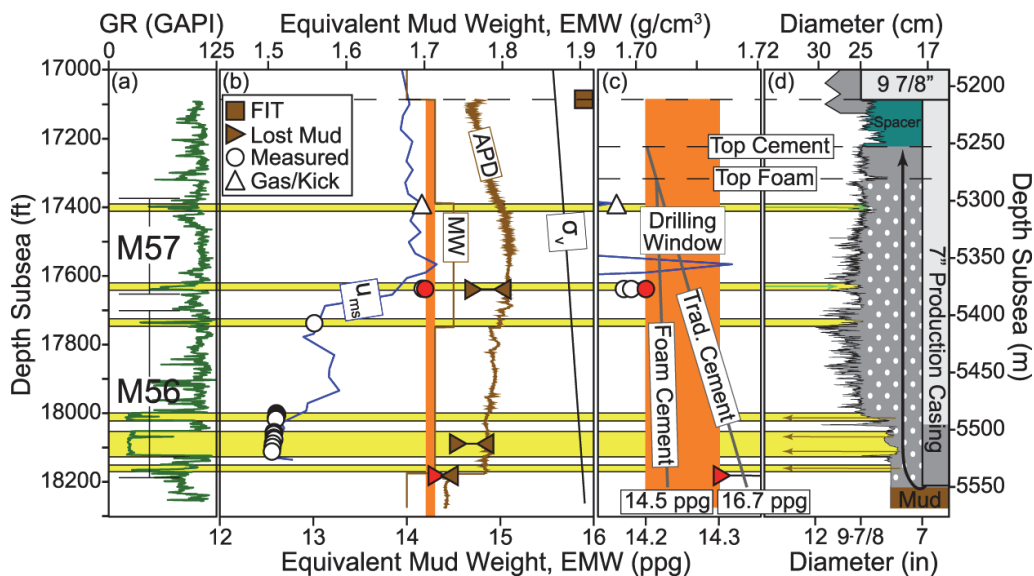 GR (GAPI)
0 125
Equivalent Mud Weight, EMW (g/cm³)
1.5 1.6 1.7 1.8 1.9
1.70 1.72
Diameter (cm)
30 25 17
Depth Subsea (ft)
17000
17200
17400
17600
17800
18000
18200
(a)
M57
M56
(b)
FIT
Lost Mud
Measured
Gas/Kick
APD
MW
σv
ums
(c)
Top Cement
Top Foam
Drilling
Window
Foam Cement
Trad. Cement
14.5 ppg
16.7 ppg
(d)
9 7/8"
Spacer
7" Production Casing
Mud
5200
5250
5300
5350
5400
5450
5500
5550
Depth Subsea (m)
12 13 14 15 16
14.2 14.3
12 9-7/8 7
Equivalent Mud Weight, EMW (ppg)
Diameter (in)